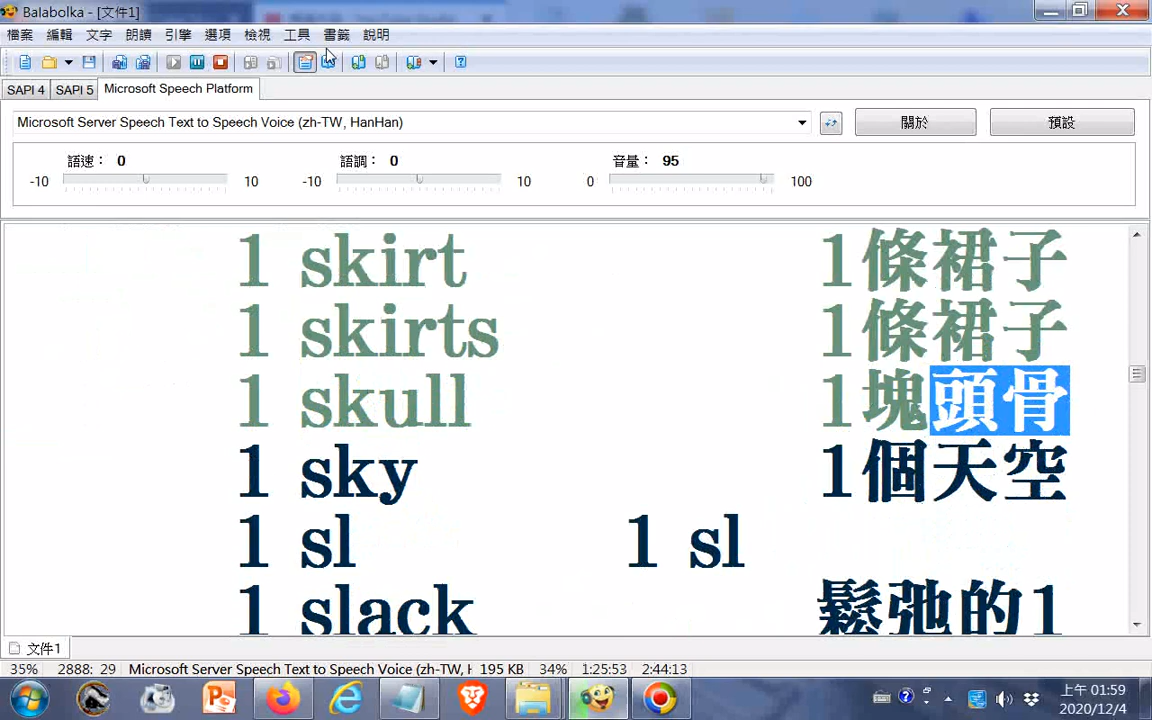 Balabolka - [文件1]
檔案 編輯 文字 朗讀 引擎 選項 檢視 工具 書籤 說明
SAPI 4 SAPI 5 Microsoft Speech Platform
Microsoft Server Speech Text to Speech Voice (zh-TW, HanHan) 關於 預設
語速： 0 語調： 0 音量： 95
-10 10 -10 10 0 100
1 skirt 1條裙子
1 skirts 1條裙子
1 skull 1塊頭骨
1 sky 1個天空
1 sl 1 sl
1 slack 鬆弛的1
文件1
35% 2888: 29 Microsoft Server Speech Text to Speech Voice (zh-TW, H 195 KB 34% 1:25:53 2:44:13
上午 01:59
2020/12/4